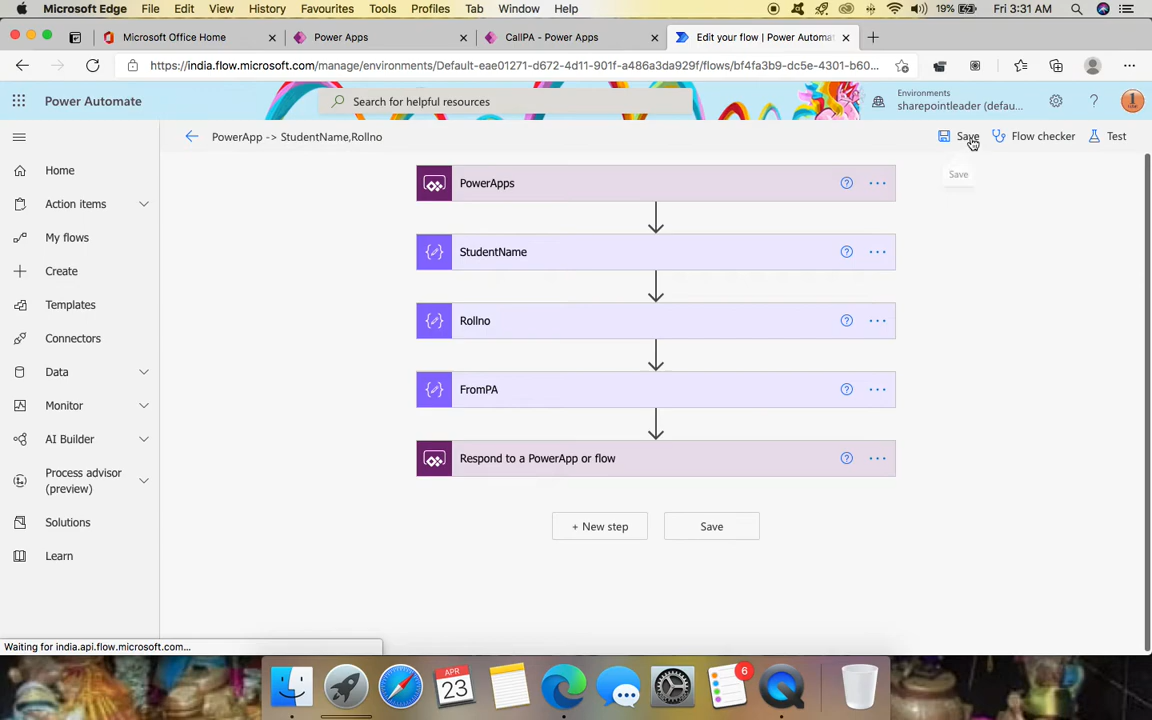 Microsoft Edge File Edit View History Favourites Tools Profiles Tab Window Help 19% Fri 3:31 AM
Microsoft Office Home
Power Apps
CallPA - Power Apps
Edit your flow | Power Automat
https://india.flow.microsoft.com/manage/environments/Default-eae01271-d672-4d11-901f-a486a3da929f/flows/bf4fa3b9-dc5e-4301-b60...
Power Automate
Search for helpful resources
Environments
sharepointleader (defau...
PowerApp -> StudentName,Rollno
Save
Flow checker
Test
Save
Home
Action items
My flows
Create
Templates
Connectors
Data
Monitor
AI Builder
Process advisor
(preview)
Solutions
Learn
PowerApps
StudentName
Rollno
FromPA
Respond to a PowerApp or flow
+ New step
Save
Waiting for india.api.flow.microsoft.com...
APR
23
6